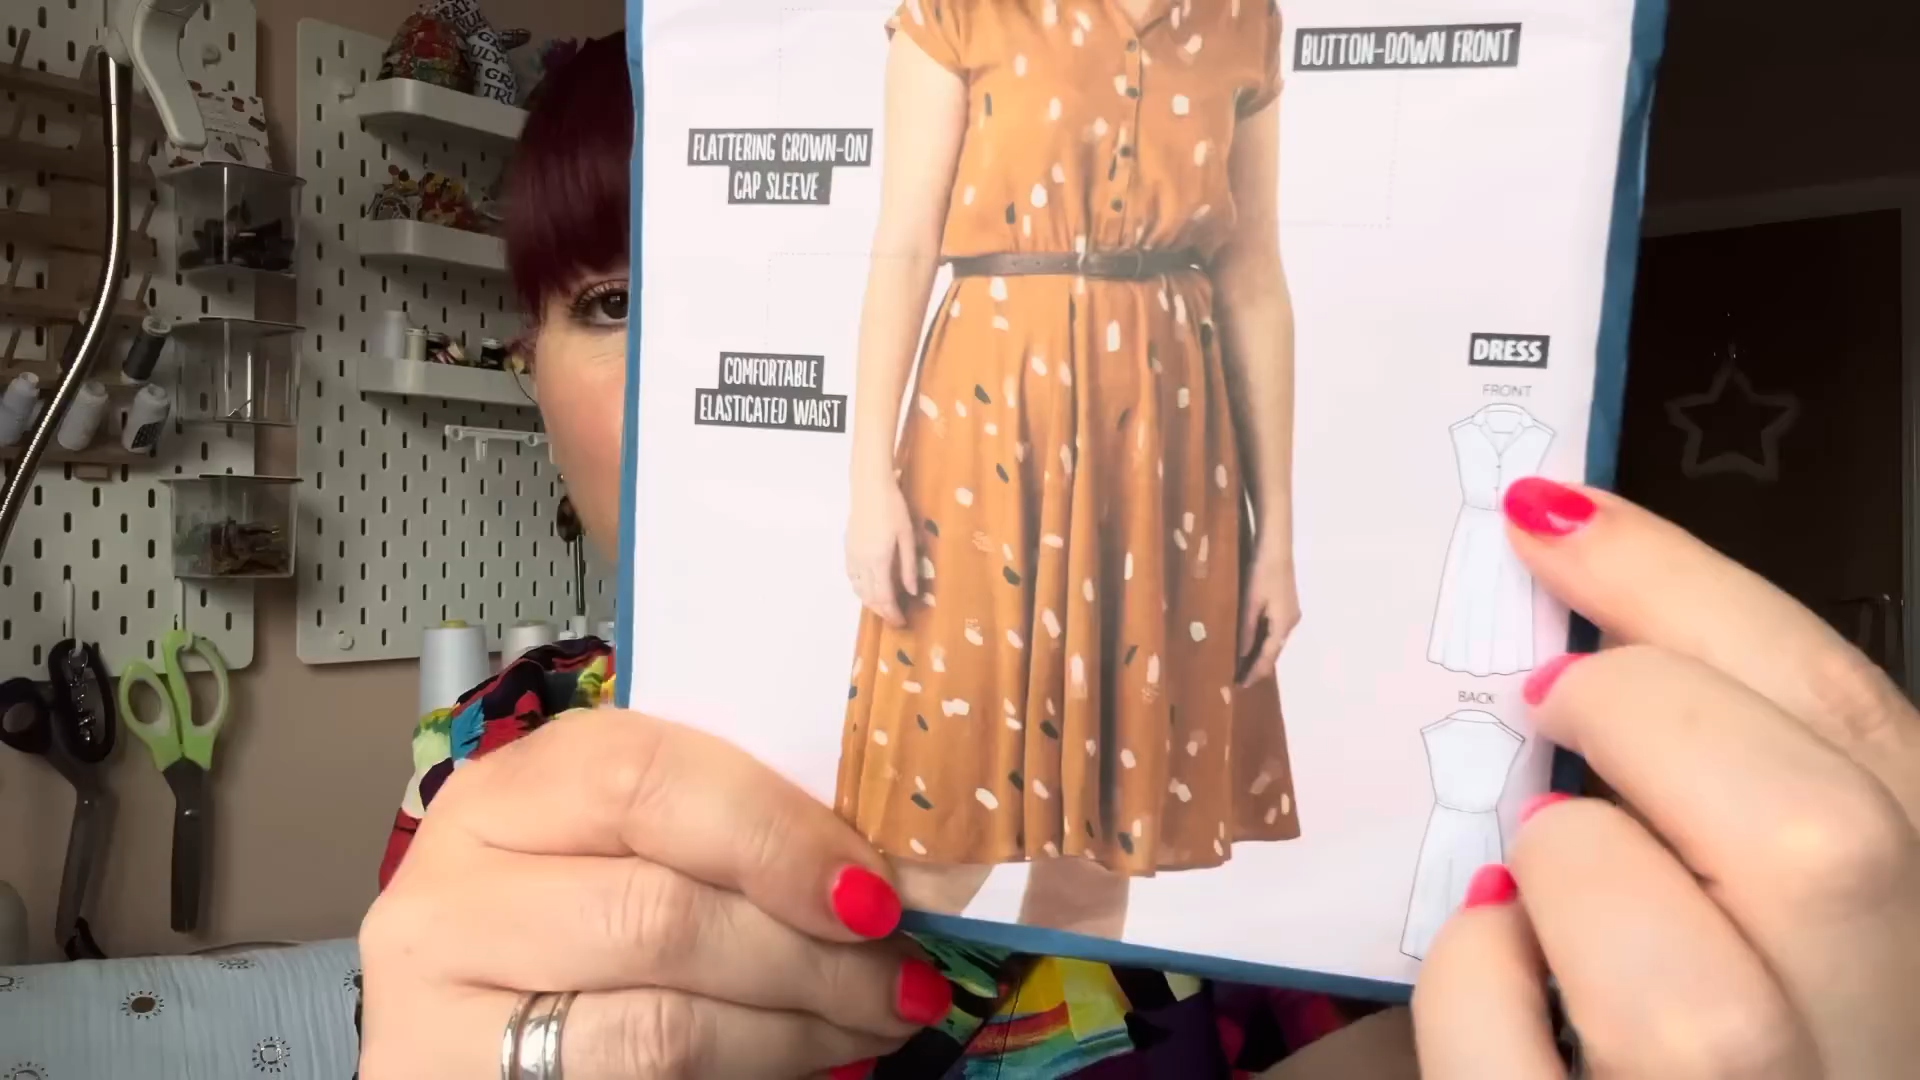 BUTTON-DOWN FRONT
FLATTERING GROWN-ON
CAP SLEEVE
COMFORTABLE
ELASTICATED WAIST
DRESS
FRONT
BACK